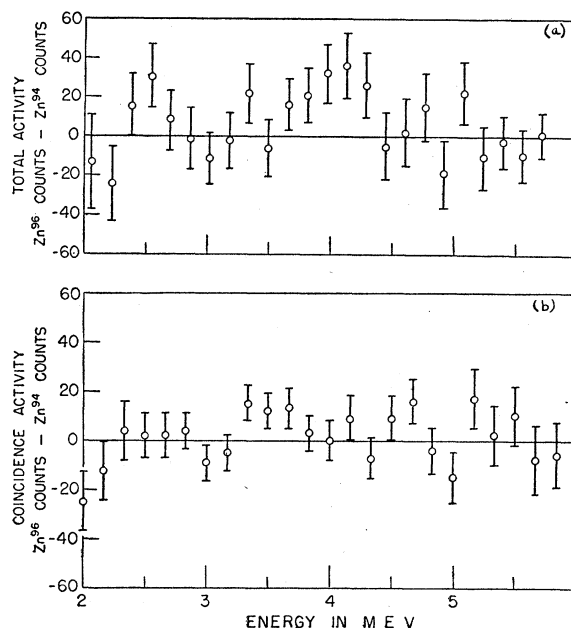 (a)
60
40
20
0
-20
-40
-60
TOTAL ACTIVITY
Zn96 COUNTS - Zn94 COUNTS
(b)
60
40
20
0
-20
-40
-60
COINCIDENCE ACTIVITY
Zn96 COUNTS - Zn94 COUNTS
2 3 4 5
ENERGY IN MEV